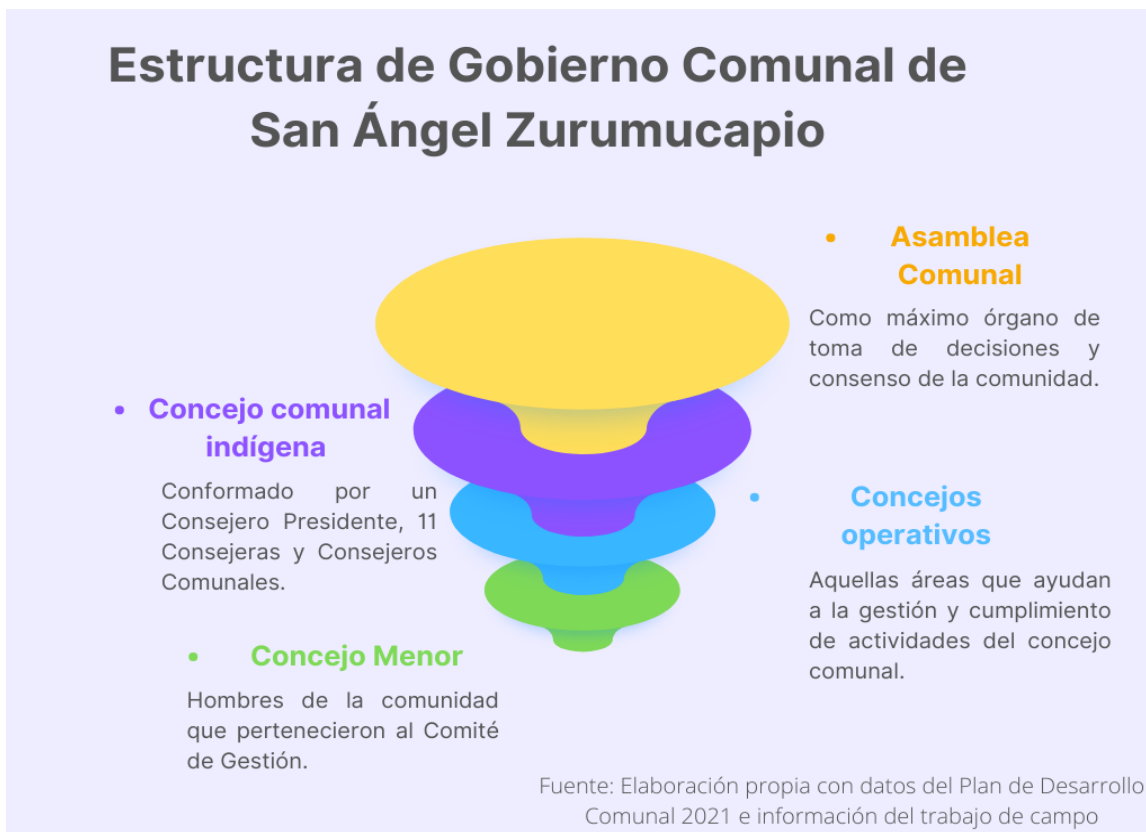 Estructura de Gobierno Comunal de
San Ángel Zurumucapio
Asamblea
Comunal
Como máximo órgano de
toma de decisiones y
consenso de la comunidad.
Concejo comunal
indígena
Conformado por un
Consejero Presidente, 11
Consejeras y Consejeros
Comunales.
Concejos
operativos
Aquellas áreas que ayudan
a la gestión y cumplimiento
de actividades del concejo
comunal.
Concejo Menor
Hombres de la comunidad
que pertenecieron al Comité
de Gestión.
Fuente: Elaboración propia con datos del Plan de Desarrollo
Comunal 2021 e información del trabajo de campo